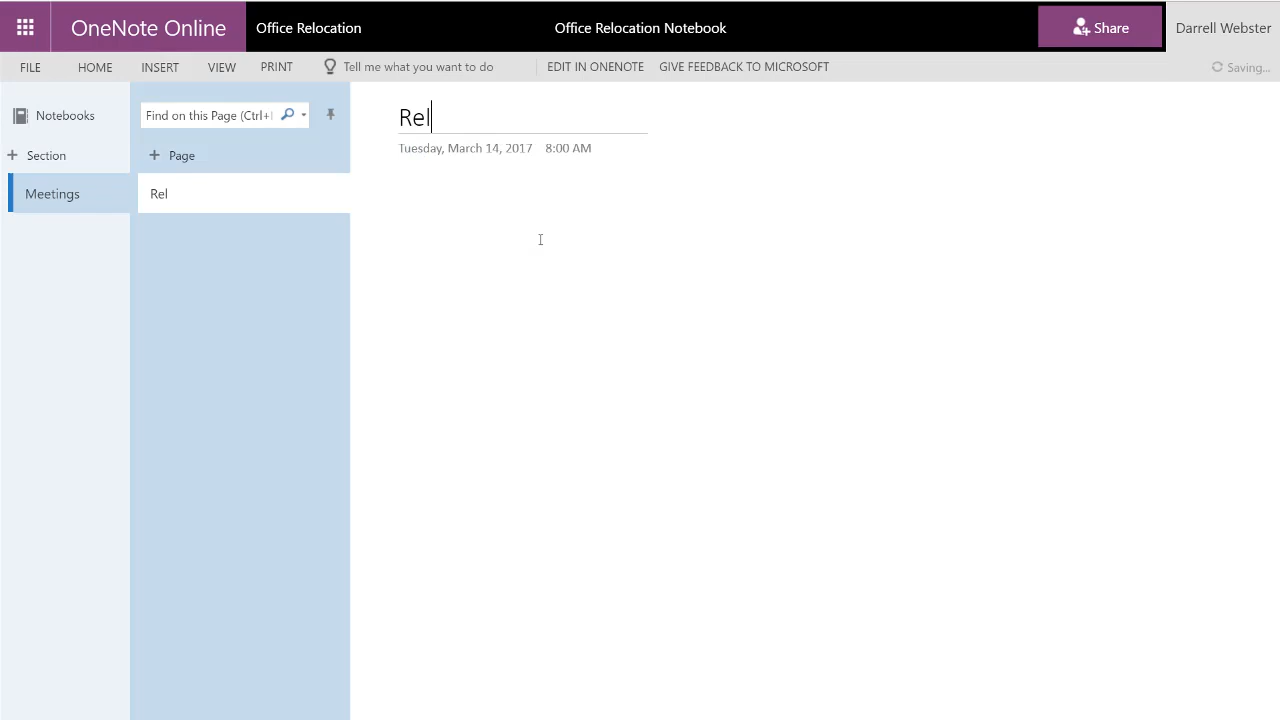 OneNote Online Office Relocation Office Relocation Notebook Share Darrell Webster
FILE HOME INSERT VIEW PRINT Tell me what you want to do EDIT IN ONENOTE GIVE FEEDBACK TO MICROSOFT Saving...
Notebooks
+ Section
Meetings
Find on this Page (Ctrl+
+ Page
Rel
Rel
Tuesday, March 14, 2017 8:00 AM